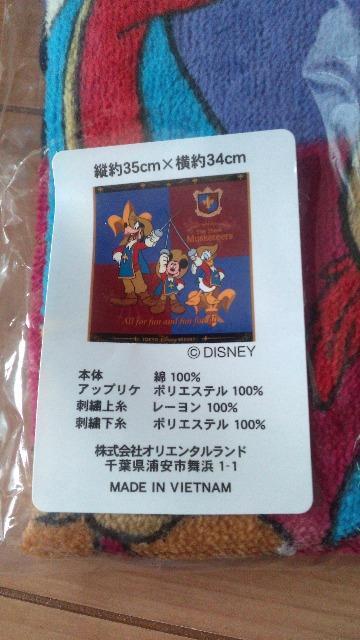 縦約35cm×横約34cm
The Three
Musketeers
All for fun and fun for all!
TOKYO Disney RESORT
© DISNEY
本体 綿 100%
アップリケ ポリエステル 100%
刺繍上糸 レーヨン 100%
刺繍下糸 ポリエステル 100%
株式会社オリエンタルランド
千葉県浦安市舞浜 1-1
MADE IN VIETNAM